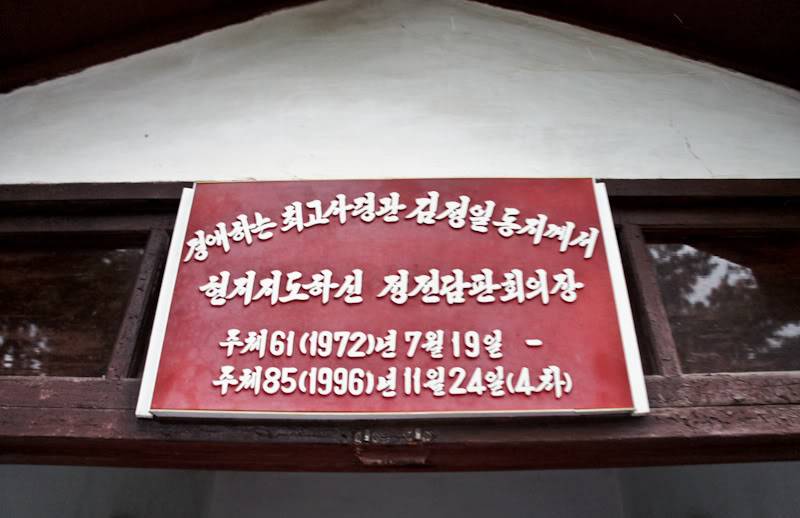 경애하는 최고사령관 김정일동지께서
현지지도하신 정전담판회의장
주체61(1972)년 7월 19일 -
주체85(1996)년 11월 24일(4차)